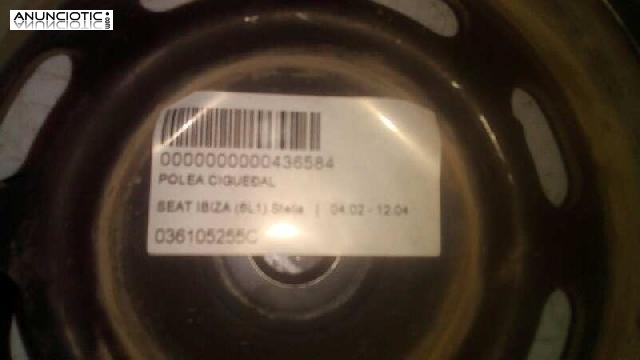 ANUNCIOTIC.com
0000000000436584
POLEA CIGUEDAL
SEAT IBIZA (6L1) Stella | 04.02 - 12.04
036105255C